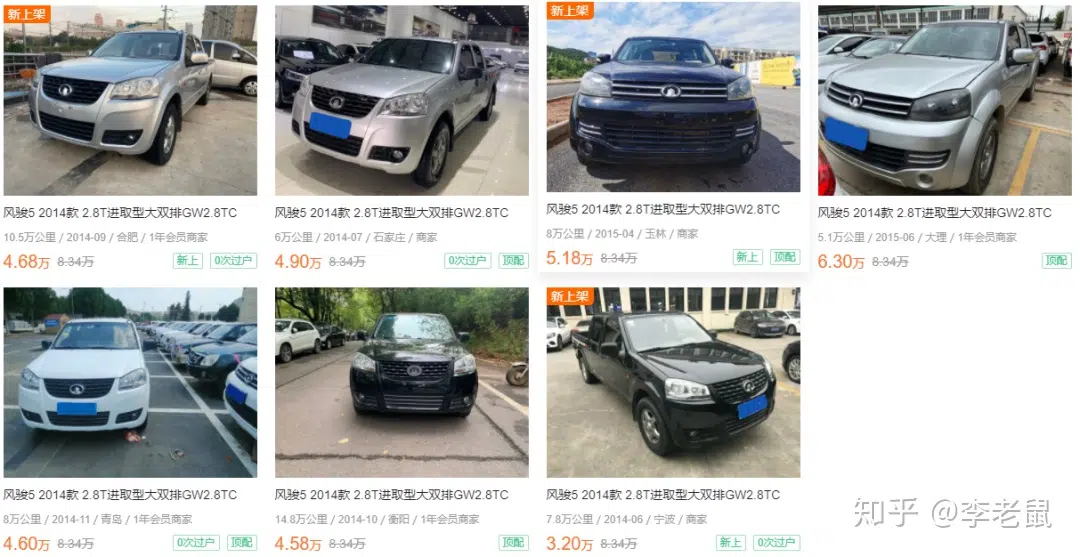 新上架
新上架
风骏5 2014款 2.8T进取型大双排GW2.8TC
风骏5 2014款 2.8T进取型大双排GW2.8TC
风骏5 2014款 2.8T进取型大双排GW2.8TC
风骏5 2014款 2.8T进取型大双排GW2.8TC
10.5万公里 / 2014-09 / 合肥 / 1年会员商家
6万公里 / 2014-07 / 石家庄 / 商家
8万公里 / 2015-04 / 玉林 / 商家
5.1万公里 / 2015-06 / 大理 / 1年会员商家
4.68万 8.34万 新上 0次过户
4.90万 8.34万 0次过户 顶配
5.18万 8.34万 新上 顶配
6.30万 8.34万 顶配
新上架
风骏5 2014款 2.8T进取型大双排GW2.8TC
风骏5 2014款 2.8T进取型大双排GW2.8TC
风骏5 2014款 2.8T进取型大双排GW2.8TC
8万公里 / 2014-11 / 青岛 / 1年会员商家
14.8万公里 / 2014-10 / 衡阳 / 1年会员商家
7.8万公里 / 2014-06 / 宁波 / 商家
4.60万 8.34万 0次过户 顶配
4.58万 8.34万 顶配
3.20万 8.34万 新上 0次过户
知乎 @李老鼠